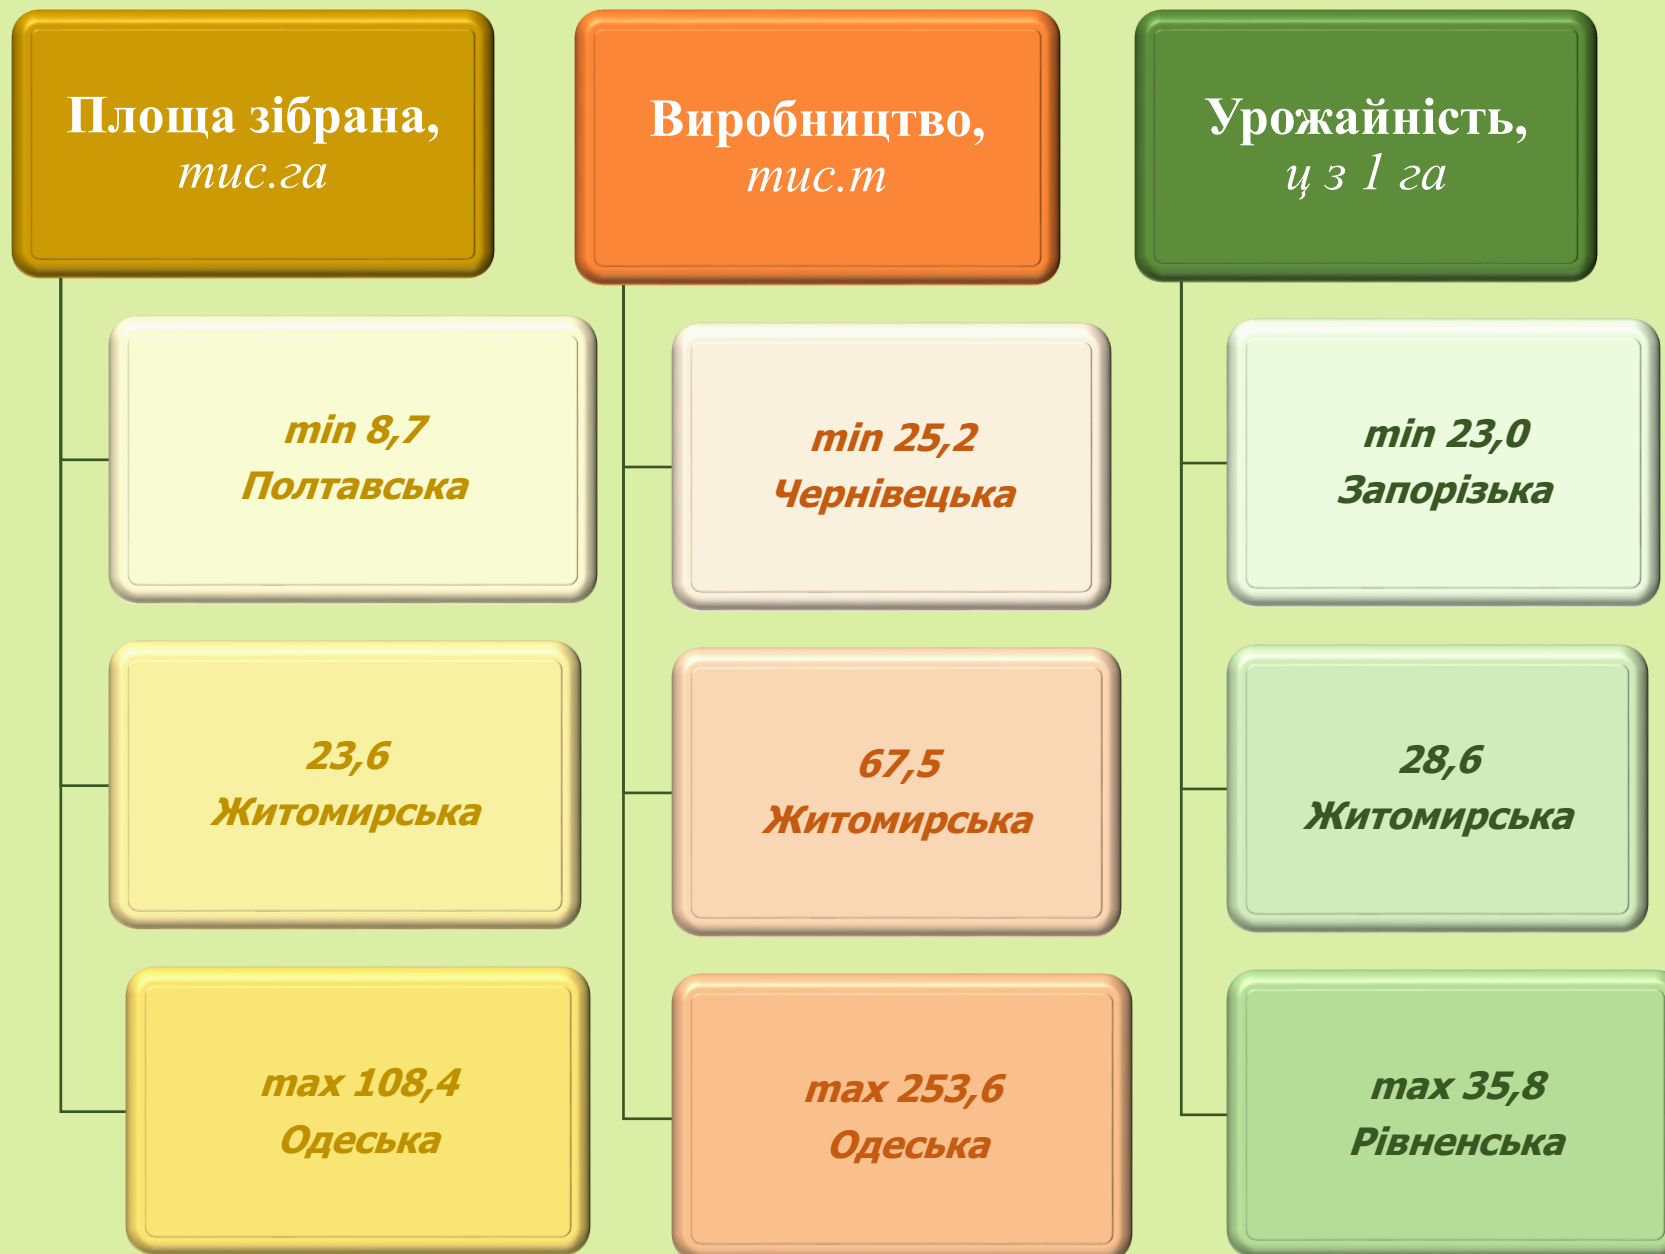 Площа зібрана,
тис.га
min 8,7
Полтавська
23,6
Житомирська
max 108,4
Одеська
Виробництво,
тис.т
min 25,2
Чернівецька
67,5
Житомирська
max 253,6
Одеська
Урожайність,
ц з 1 га
min 23,0
Запорізька
28,6
Житомирська
max 35,8
Рівненська